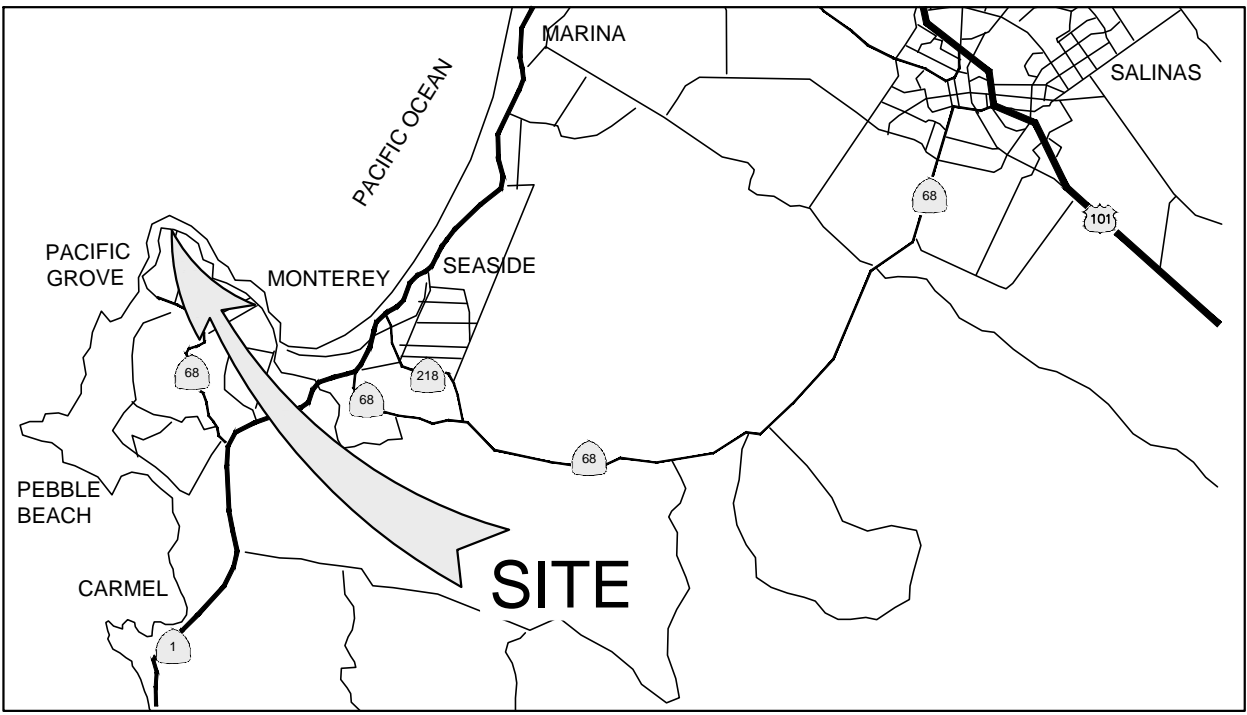 MARINA
PACIFIC OCEAN
SALINAS
68
101
PACIFIC
GROVE
MONTEREY
SEASIDE
68
218
68
68
PEBBLE
BEACH
SITE
CARMEL
1